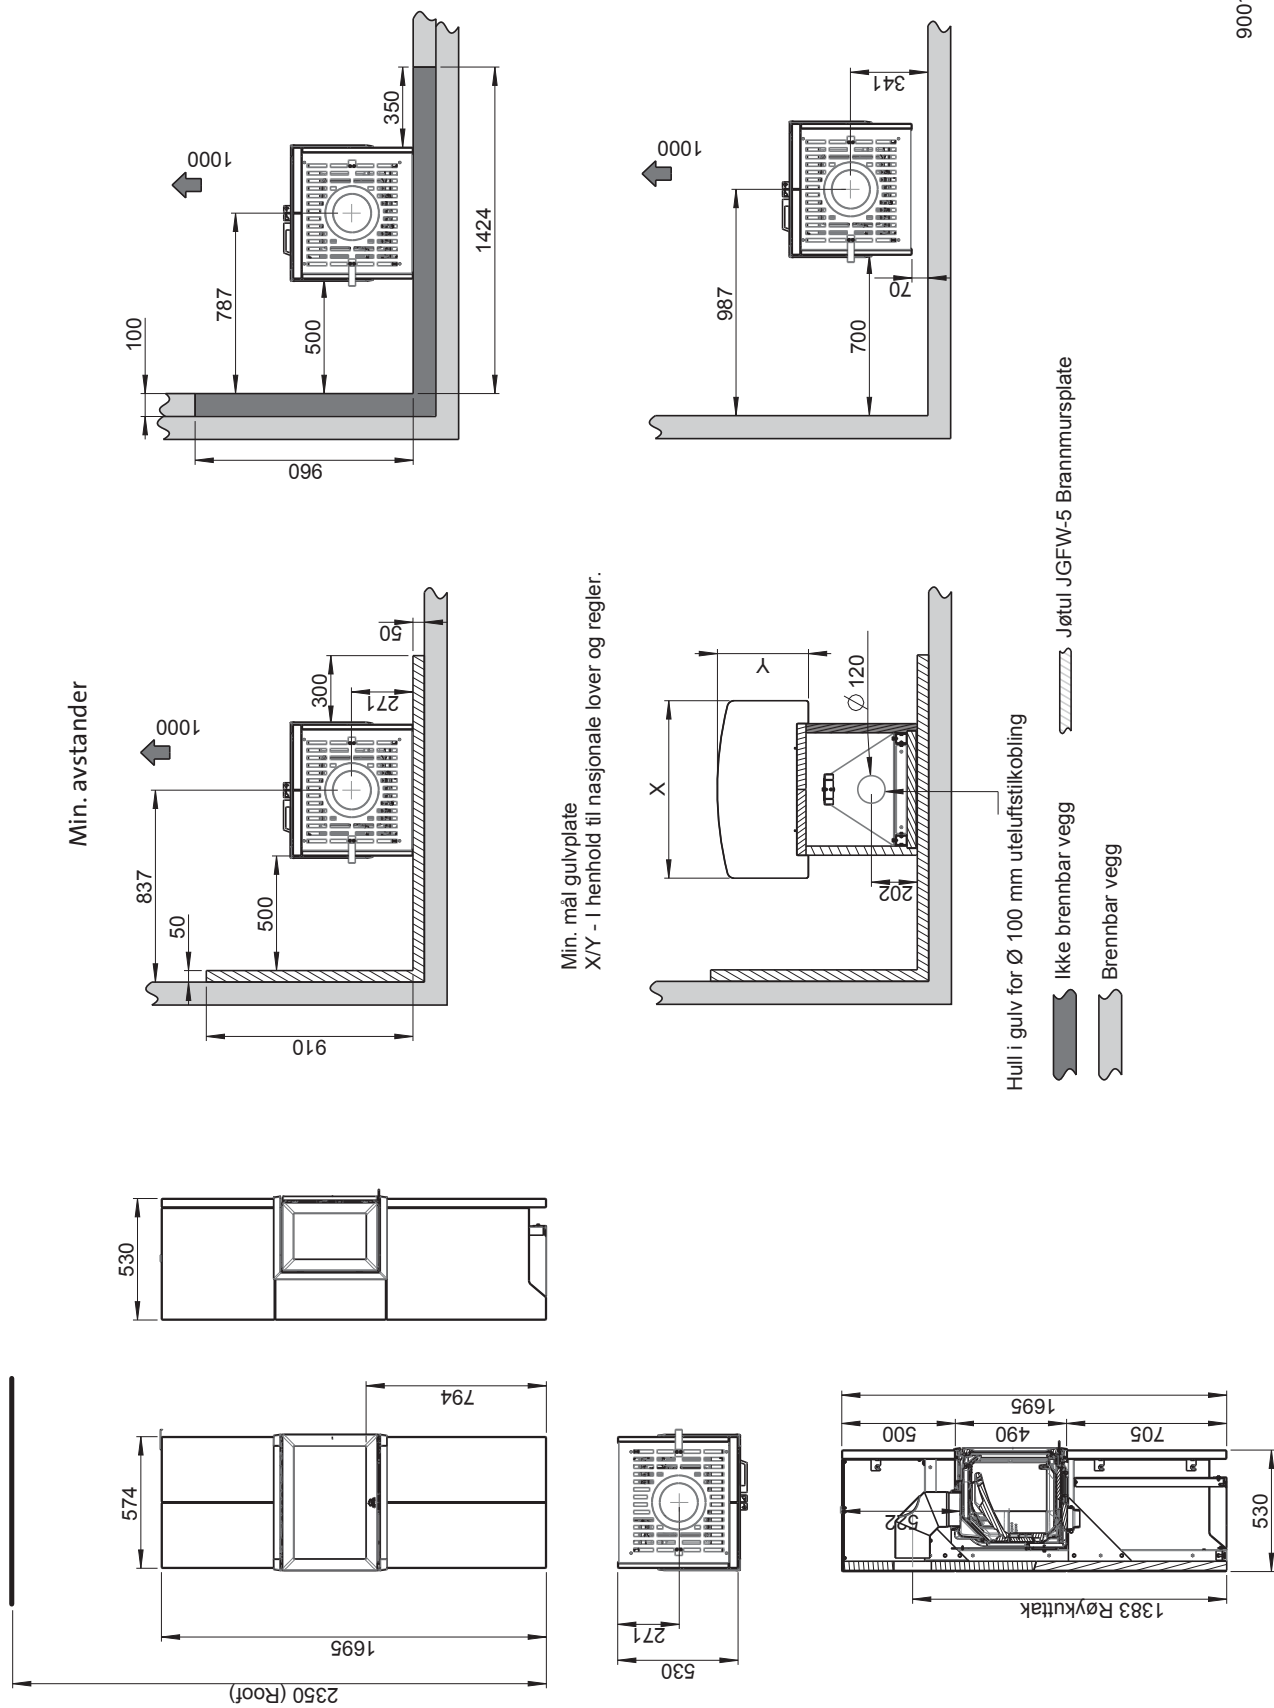 Min. avstander
2350 (Roof)
1695
574
794
530
271
530
1383 Røykuttak
532
500
490
705
1695
530
837
1000
50
500
300
271
50
910
100
787
1000
500
350
1424
960
Min. mål gulvplate
X/Y - I henhold til nasjonale lover og regler.
X
Y
Ø 120
202
Hull i gulv for Ø 100 mm uteluftstilkobling
987
1000
700
341
70
Ikke brennbar vegg
Brennbar vegg
Jøtul JGFW-5 Brannmursplate